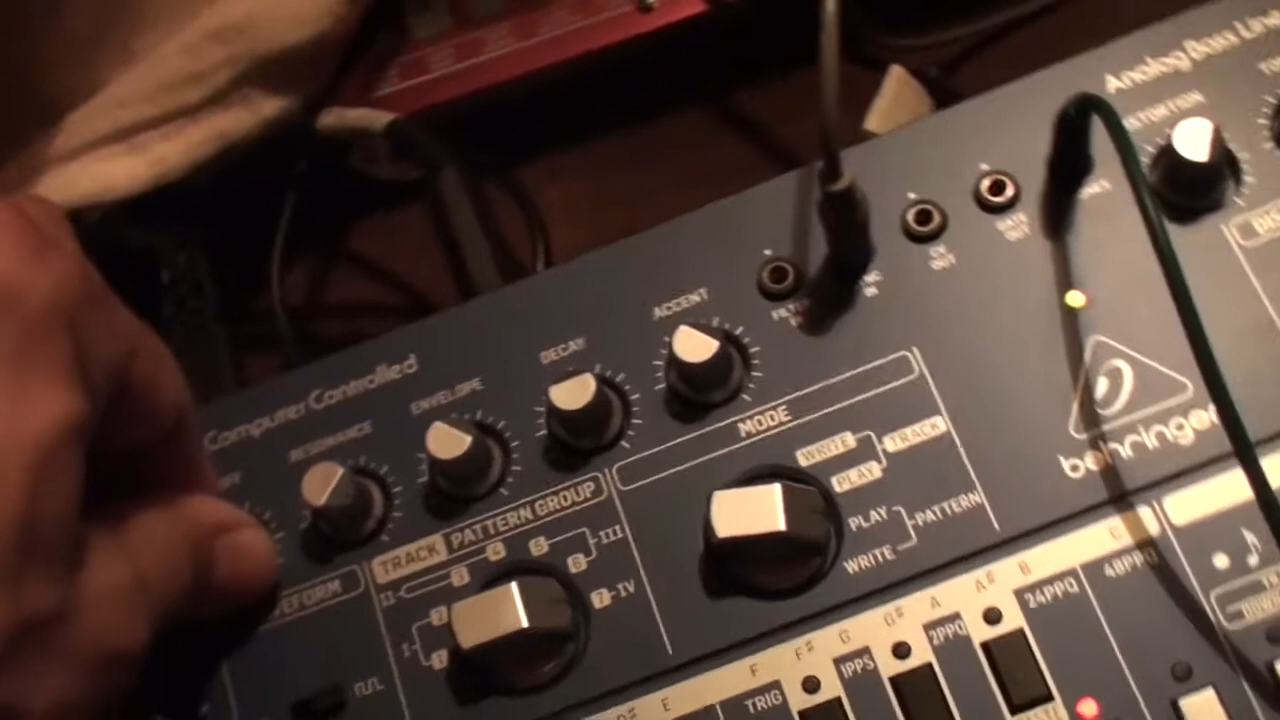 Analog Bass Line
DISTORTION
GATE
OUT
CV
OUT
IN
ACCENT
DECAY
Computer Controlled
ENVELOPE
RESONANCE
MODE
WRITE
TRACK
PLAY
PLAY
PATTERN
WRITE
behringer
TRACK PATTERN GROUP
II
3
4
5
III
6
2
7
IV
I
1
C
B
A#
A
G#
G
F#
F
E
D#
48PPQ
24PPQ
2PPQ
1PPS
TRIG